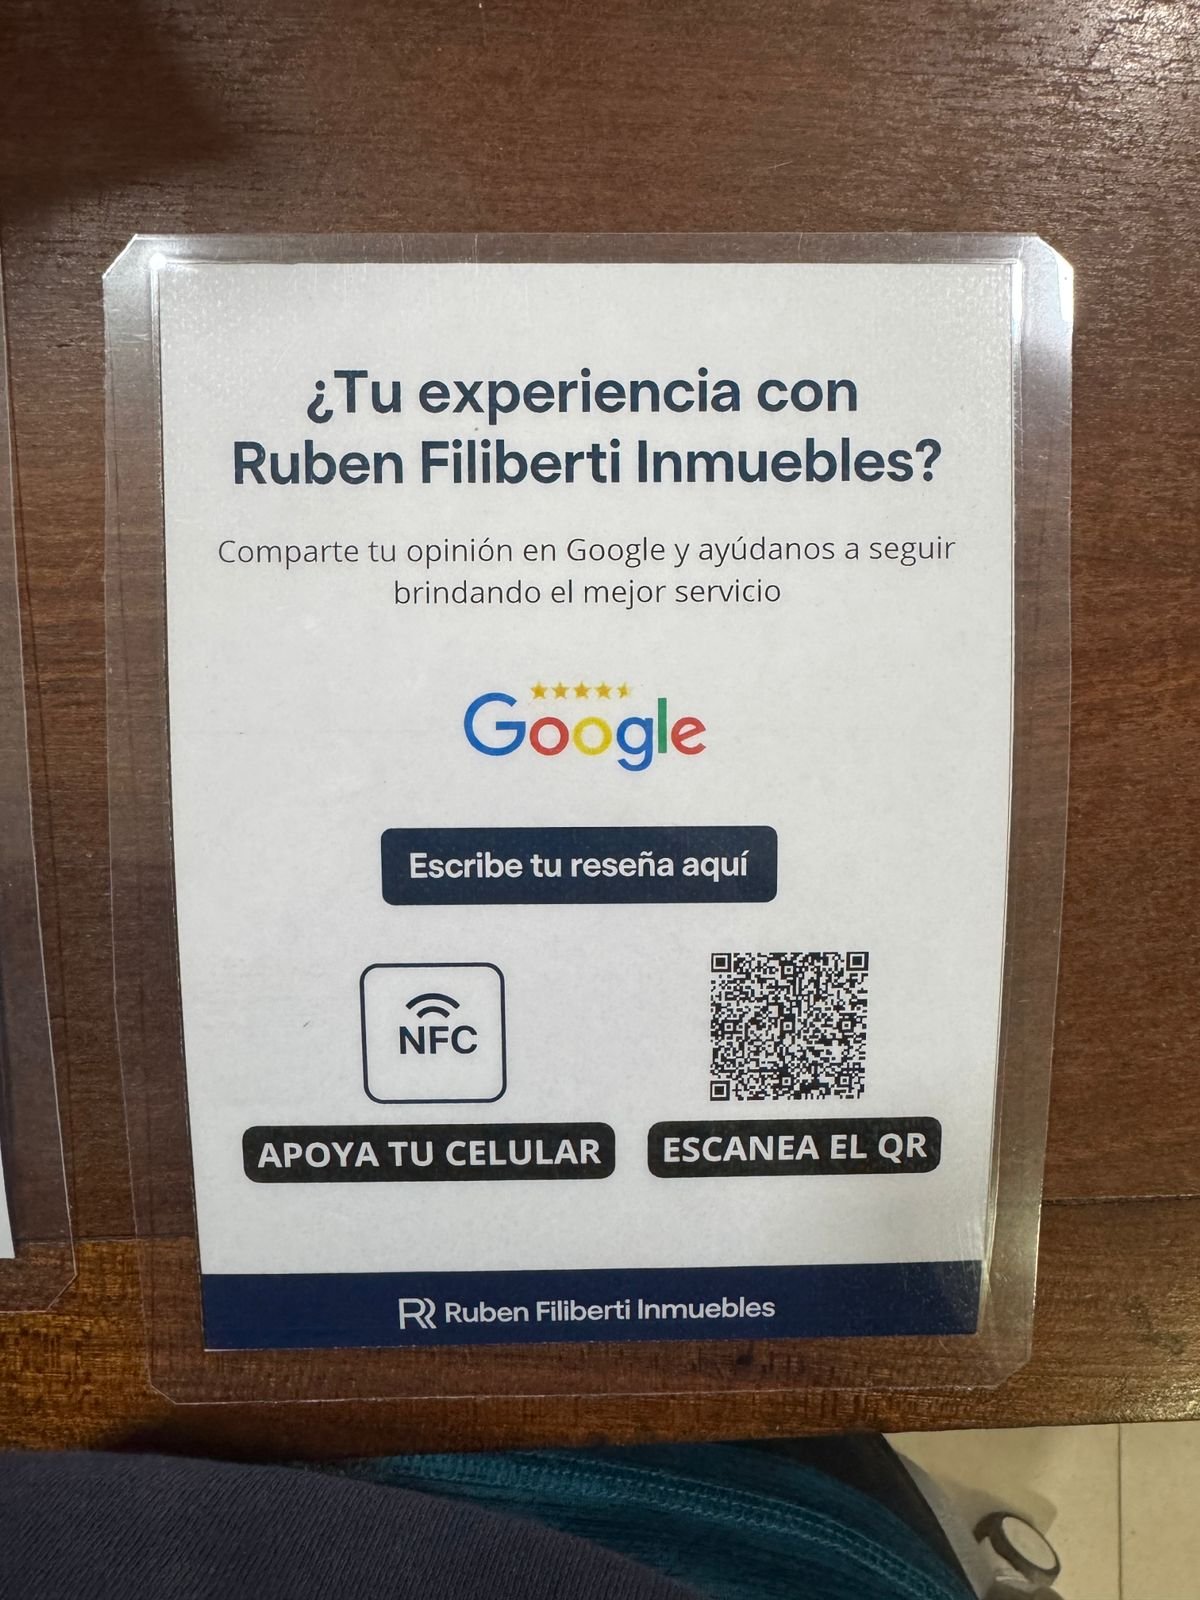 ¿Tu experiencia con
Ruben Filiberti Inmuebles?
Comparte tu opinión en Google y ayúdanos a seguir
brindando el mejor servicio
Google
Escribe tu reseña aquí
NFC
APOYA TU CELULAR
ESCANEA EL QR
RR Ruben Filiberti Inmuebles